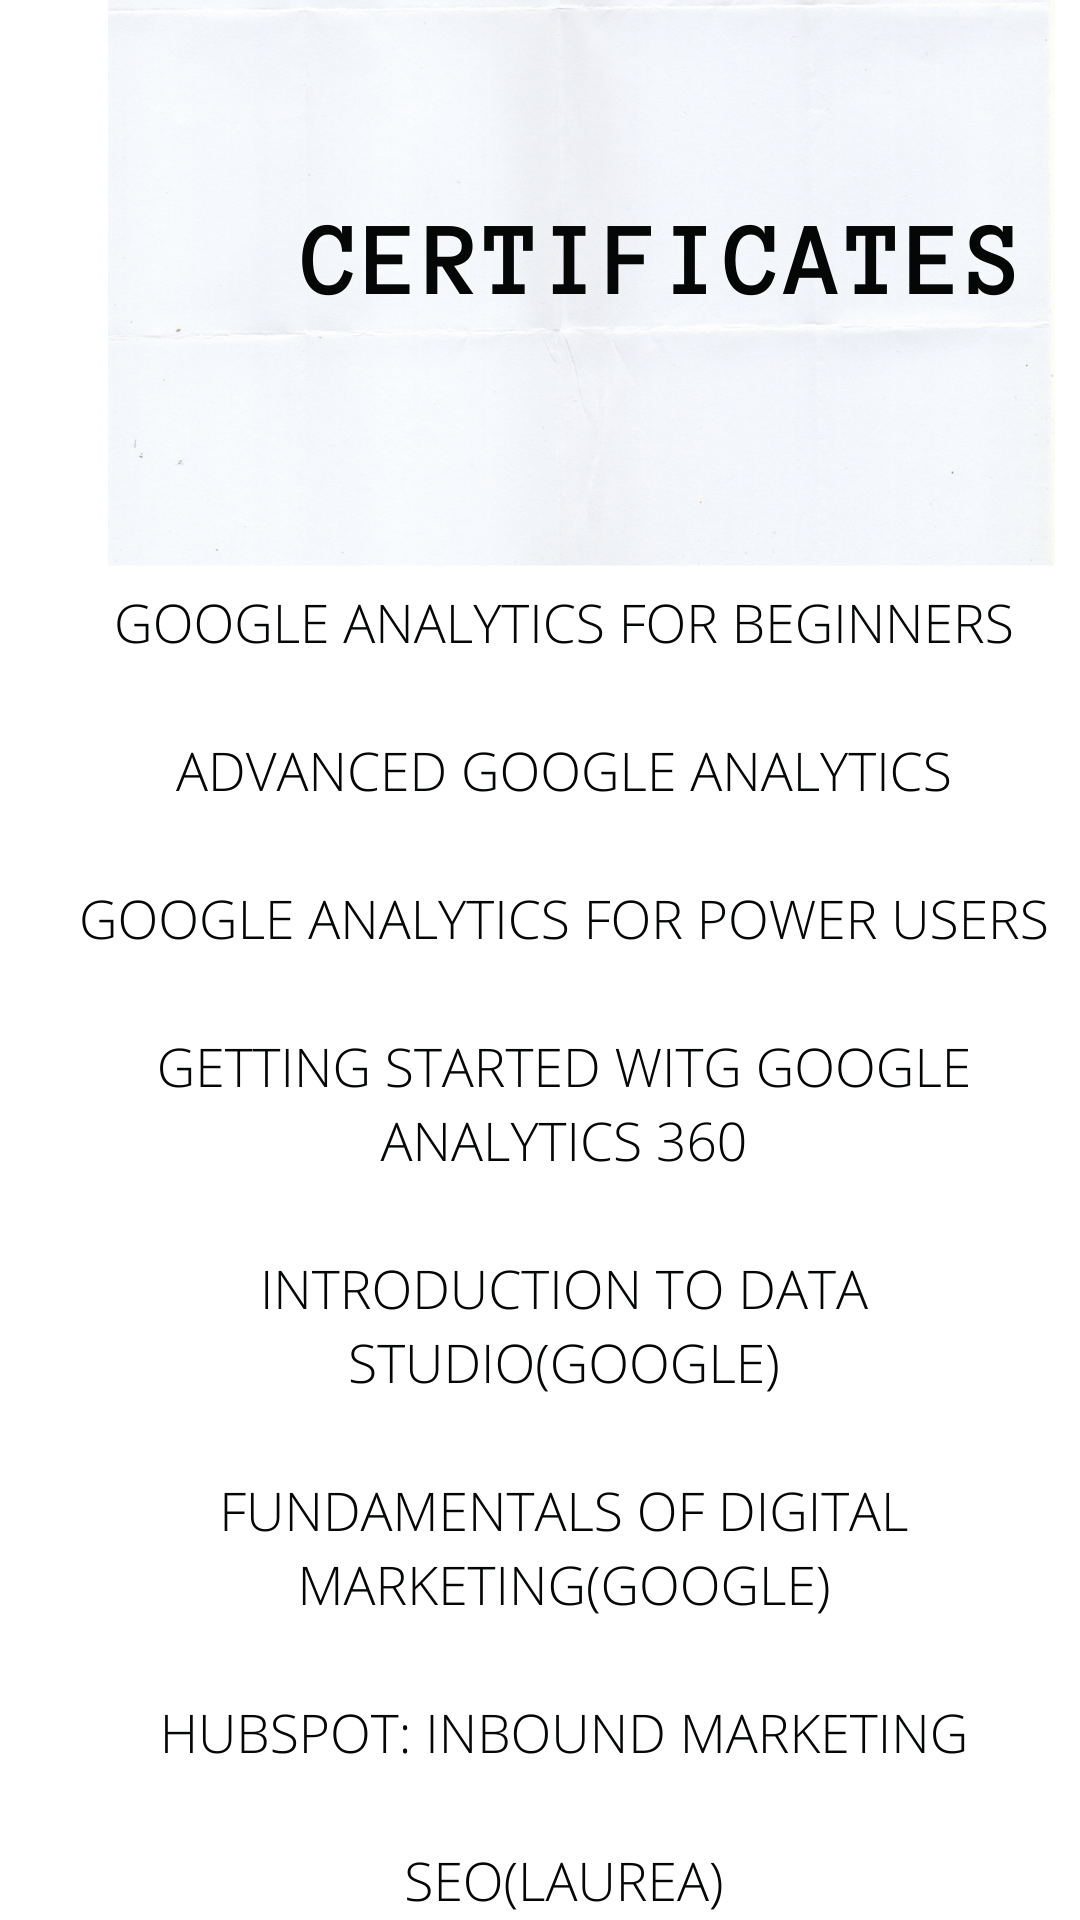 CERTIFICATES
GOOGLE ANALYTICS FOR BEGINNERS
ADVANCED GOOGLE ANALYTICS
GOOGLE ANALYTICS FOR POWER USERS
GETTING STARTED WITG GOOGLE
ANALYTICS 360
INTRODUCTION TO DATA
STUDIO(GOOGLE)
FUNDAMENTALS OF DIGITAL
MARKETING(GOOGLE)
HUBSPOT: INBOUND MARKETING
SEO(LAUREA)